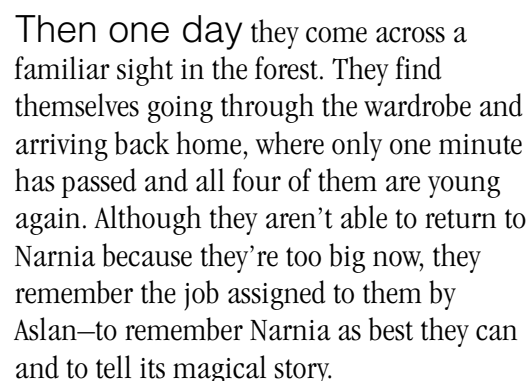 Then one day they come across a
familiar sight in the forest. They find
themselves going through the wardrobe and
arriving back home, where only one minute
has passed and all four of them are young
again. Although they aren’t able to return to
Narnia because they’re too big now, they
remember the job assigned to them by
Aslan—to remember Narnia as best they can
and to tell its magical story.